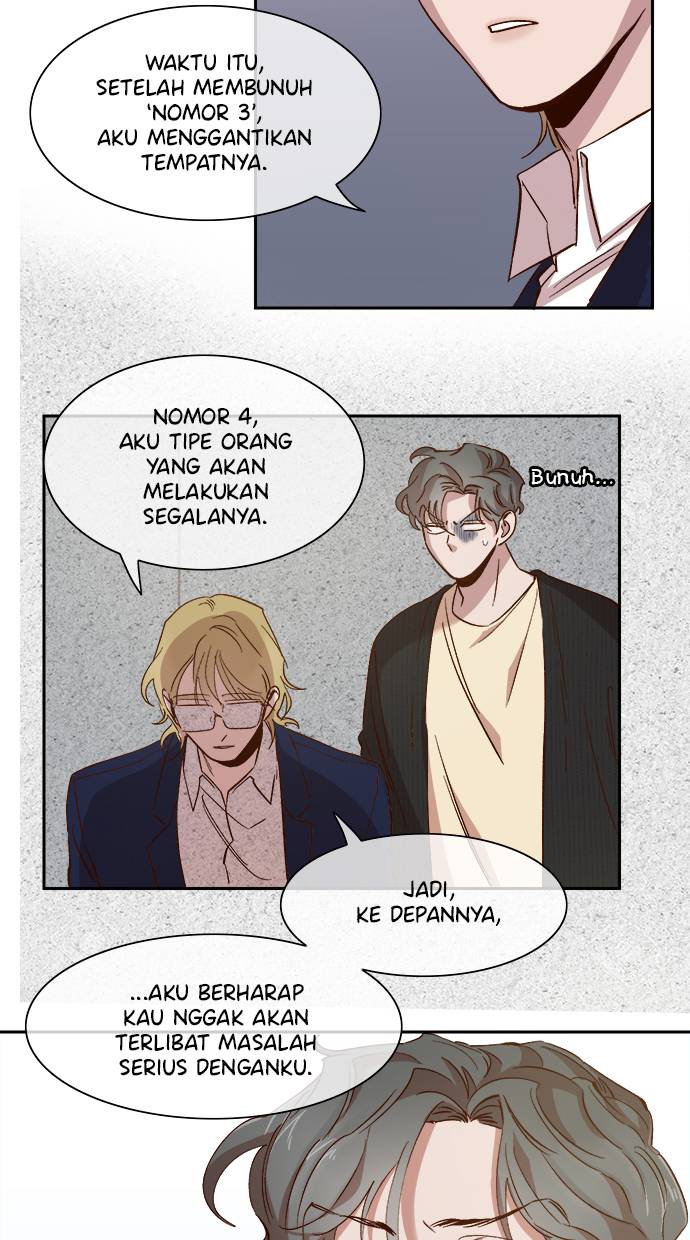 WAKTU ITU,
SETELAH MEMBUNUH
'NOMOR 3',
AKU MENGGANTIKAN
TEMPATNYA.
NOMOR 4,
AKU TIPE ORANG
YANG AKAN
MELAKUKAN
SEGALANYA.
Bunuh...
JADI,
KE DEPANNYA,
...AKU BERHARAP
KAU NGGAK AKAN
TERLIBAT MASALAH
SERIUS DENGANKU.